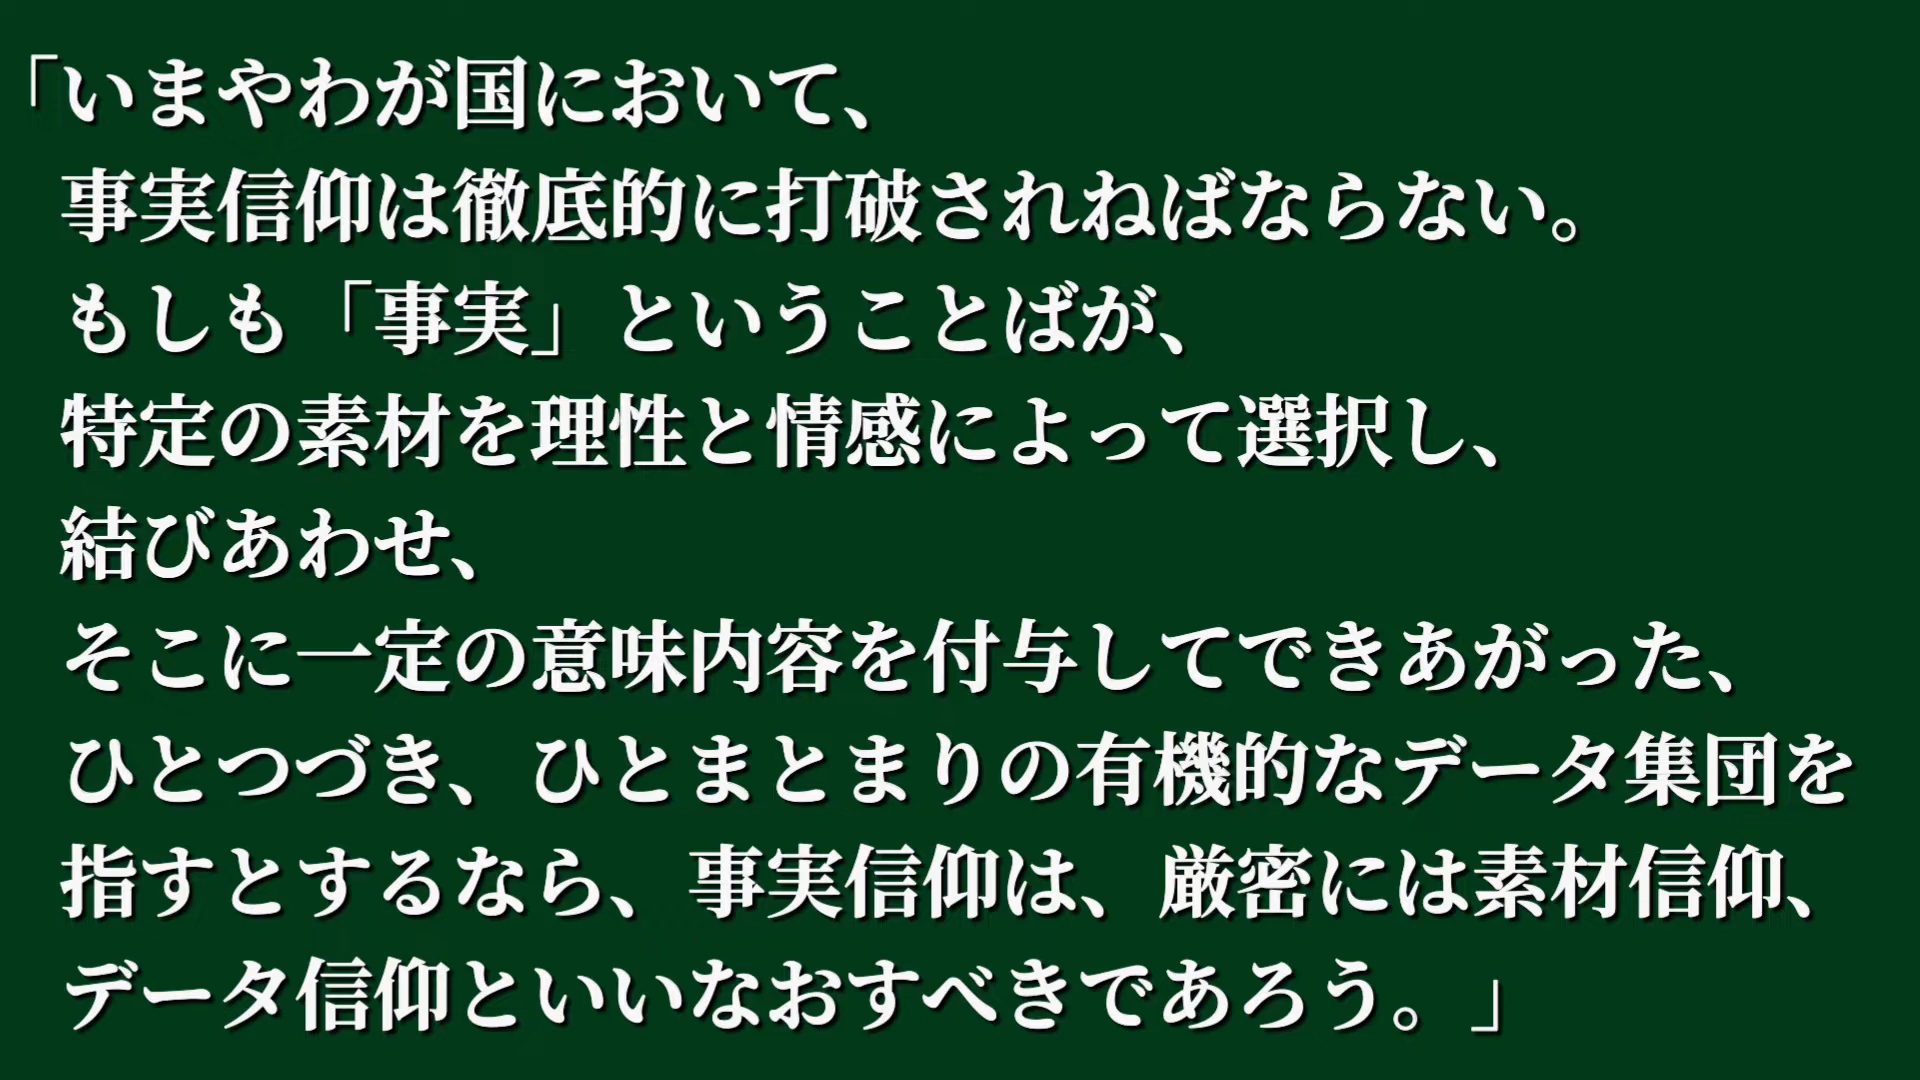 「いまやわが国において、
事実信仰は徹底的に打破されねばならない。
もしも「事実」ということばが、
特定の素材を理性と情感によって選択し、
結びあわせ、
そこに一定の意味内容を付与してできあがった、
ひとつづき、ひとまとまりの有機的なデータ集団を
指すとするなら、事実信仰は、厳密には素材信仰、
データ信仰といいなおすべきであろう。」